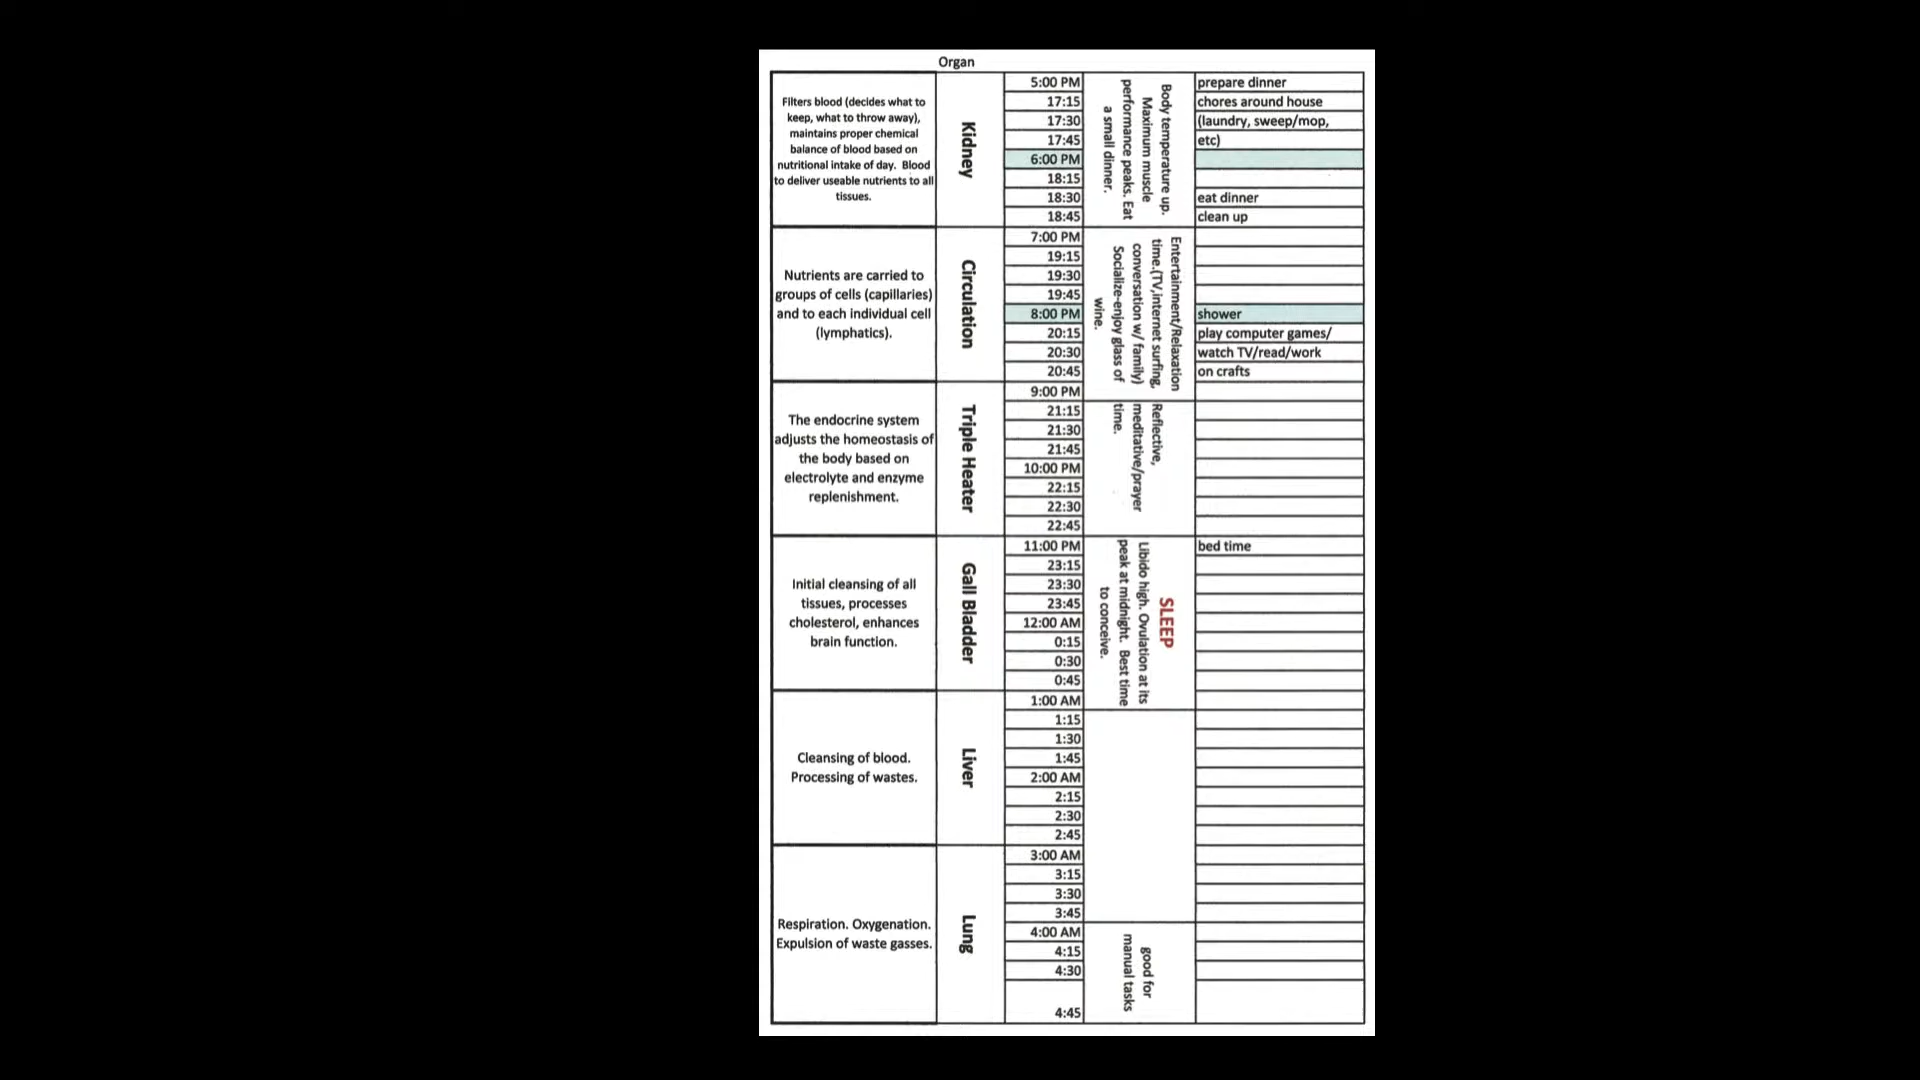 Organ
Filters blood (decides what to
keep, what to throw away),
maintains proper chemical
balance of blood based on
nutritional intake of day. Blood
to deliver useable nutrients to all
tissues.
Kidney
5:00 PM
17:15
17:30
17:45
6:00 PM
18:15
18:30
18:45
Body temperature up.
Maximum muscle
performance peaks. Eat
a small dinner.
prepare dinner
chores around house
(laundry, sweep/mop,
etc)
eat dinner
clean up
Nutrients are carried to
groups of cells (capillaries)
and to each individual cell
(lymphatics).
Circulation
7:00 PM
19:15
19:30
19:45
8:00 PM
20:15
20:30
20:45
Entertainment/Relaxation
time.(TV,internet surfing,
conversation w/ family)
Socialize-enjoy glass of
wine.
shower
play computer games/
watch TV/read/work
on crafts
The endocrine system
adjusts the homeostasis of
the body based on
electrolyte and enzyme
replenishment.
Triple Heater
9:00 PM
21:15
21:30
21:45
10:00 PM
22:15
22:30
22:45
Reflective,
meditative/prayer
time.
Initial cleansing of all
tissues, processes
cholesterol, enhances
brain function.
Gall Bladder
11:00 PM
23:15
23:30
23:45
12:00 AM
0:15
0:30
0:45
SLEEP
Libido high. Ovulation at its
peak at midnight. Best time
to conceive.
bed time
Cleansing of blood.
Processing of wastes.
Liver
1:00 AM
1:15
1:30
1:45
2:00 AM
2:15
2:30
2:45
Respiration. Oxygenation.
Expulsion of waste gasses.
Lung
3:00 AM
3:15
3:30
3:45
4:00 AM
4:15
4:30
4:45
good for
manual tasks